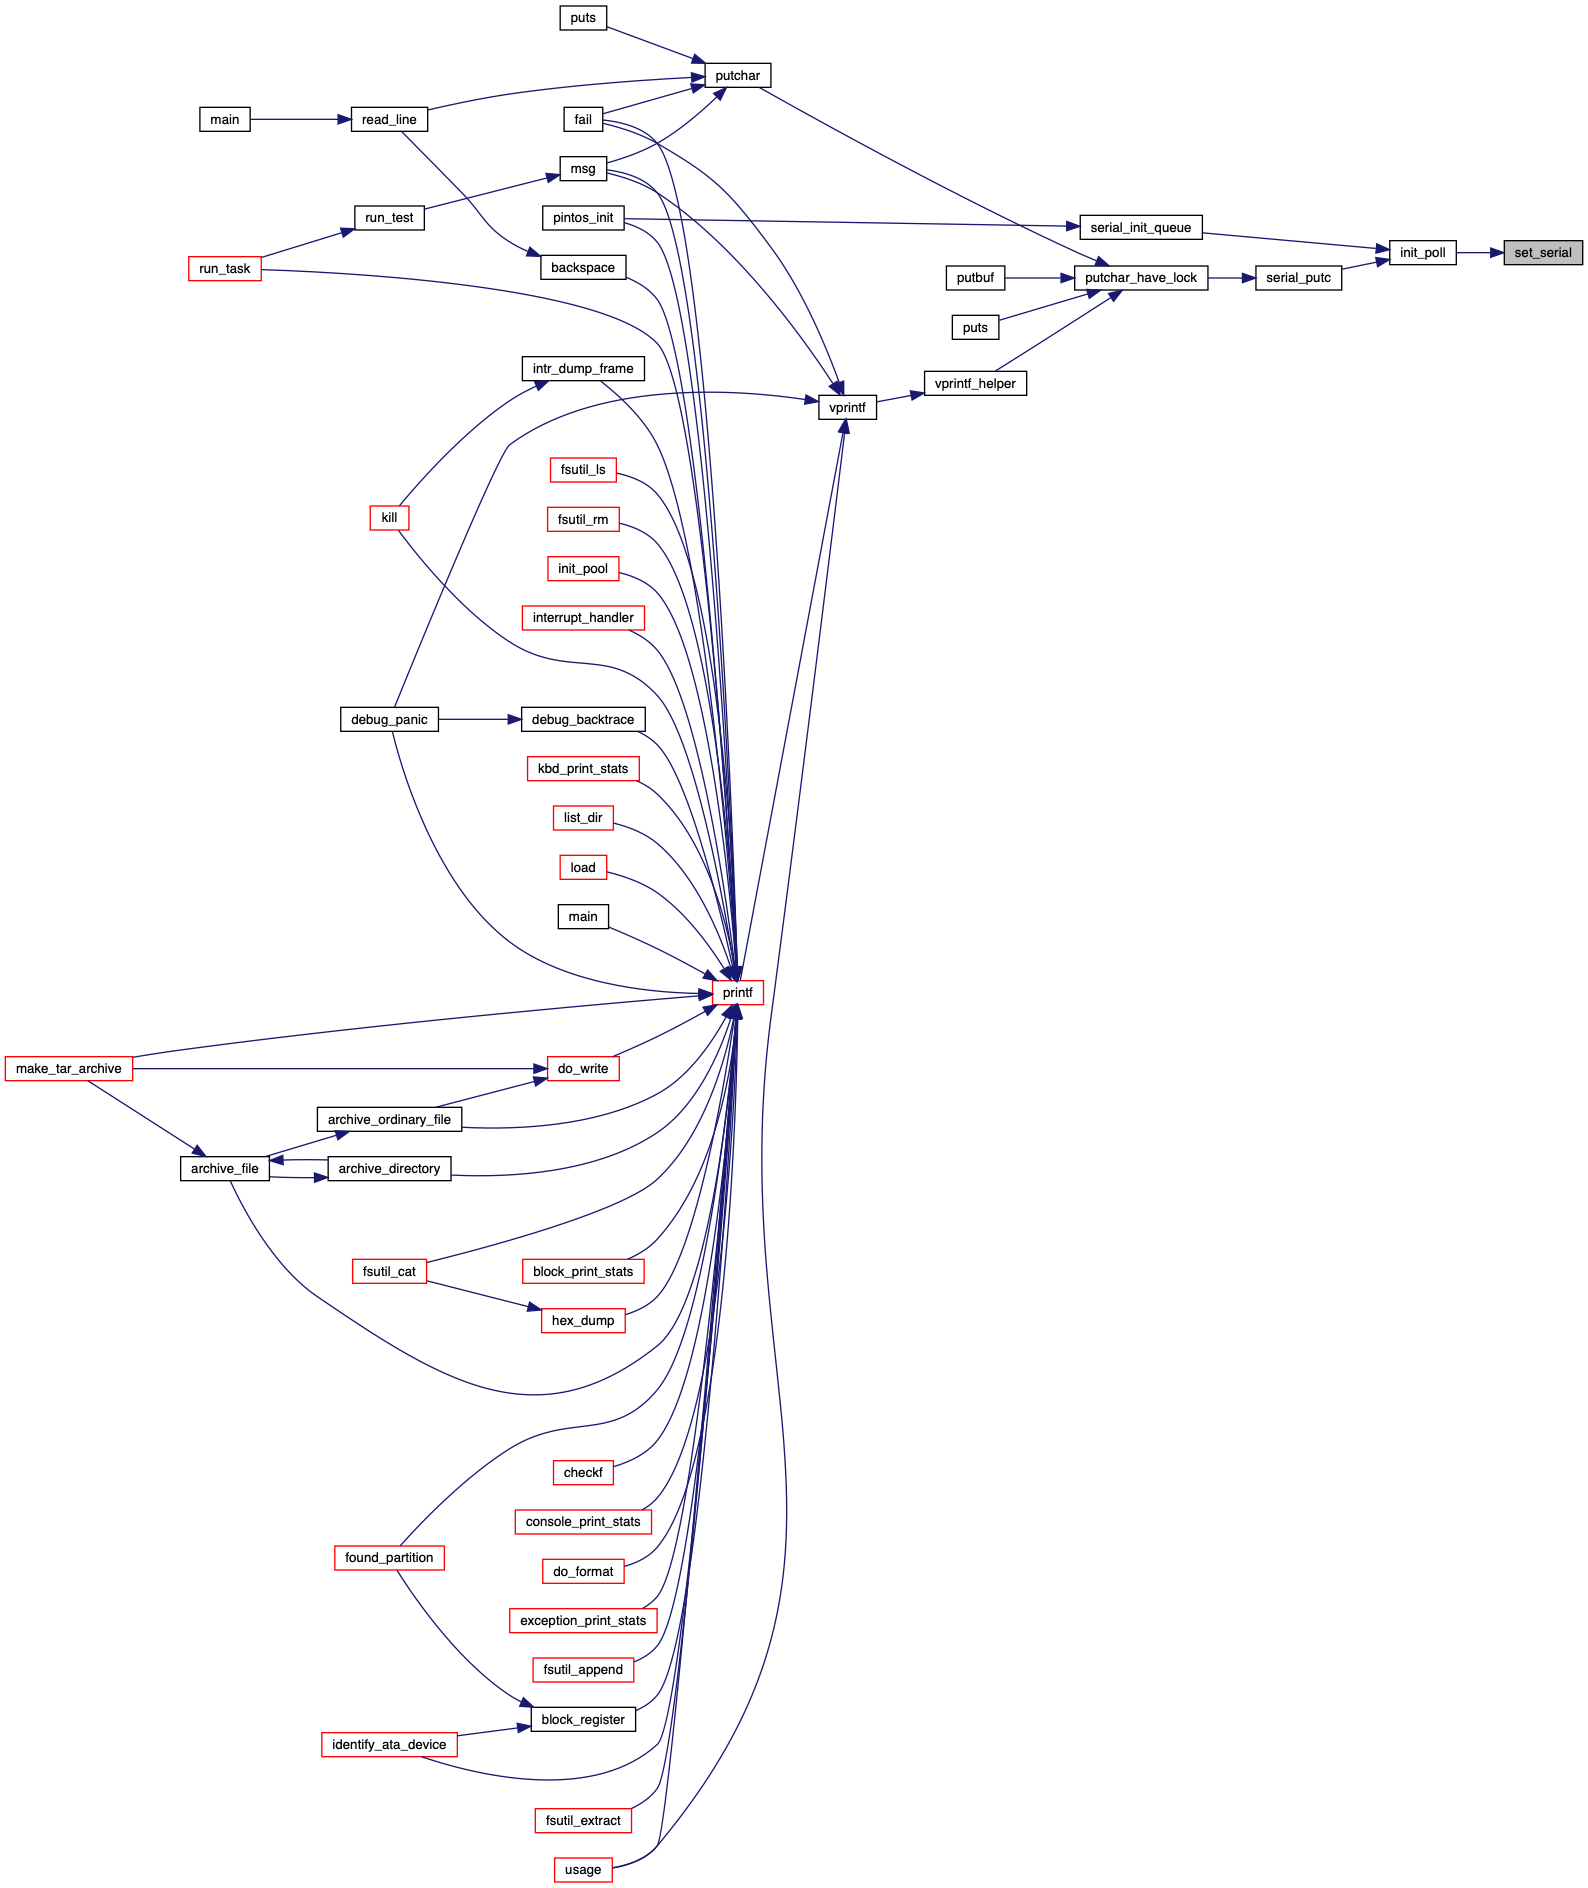 puts
putchar
main
read_line
fail
msg
run_test
pintos_init
serial_init_queue
run_task
backspace
init_poll
set_serial
putbuf
putchar_have_lock
serial_putc
puts
intr_dump_frame
vprintf_helper
vprintf
fsutil_ls
kill
fsutil_rm
init_pool
interrupt_handler
debug_panic
debug_backtrace
kbd_print_stats
list_dir
load
main
printf
make_tar_archive
do_write
archive_ordinary_file
archive_file
archive_directory
fsutil_cat
block_print_stats
hex_dump
checkf
console_print_stats
found_partition
do_format
exception_print_stats
fsutil_append
block_register
identify_ata_device
fsutil_extract
usage